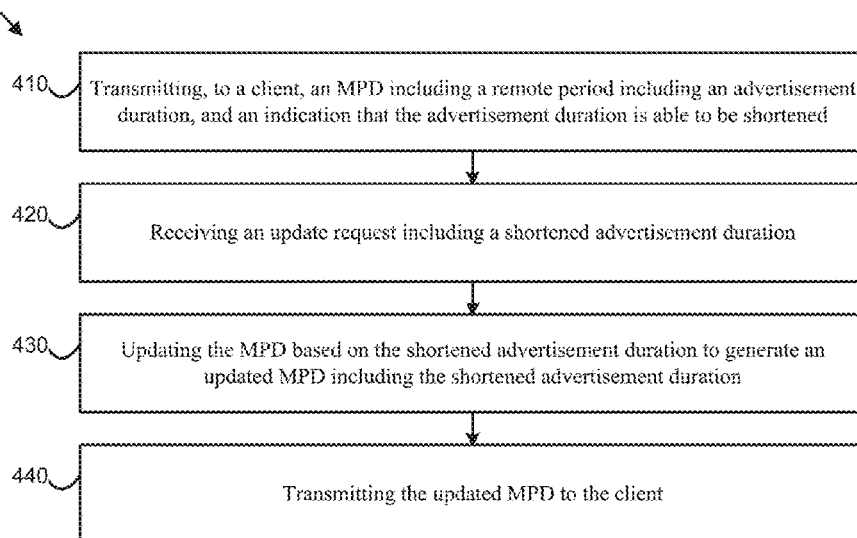 410
Transmitting, to a client, an MPD including a remote period including an advertisement
duration, and an indication that the advertisement duration is able to be shortened
420
Receiving an update request including a shortened advertisement duration
430
Updating the MPD based on the shortened advertisement duration to generate an
updated MPD including the shortened advertisement duration
440
Transmitting the updated MPD to the client